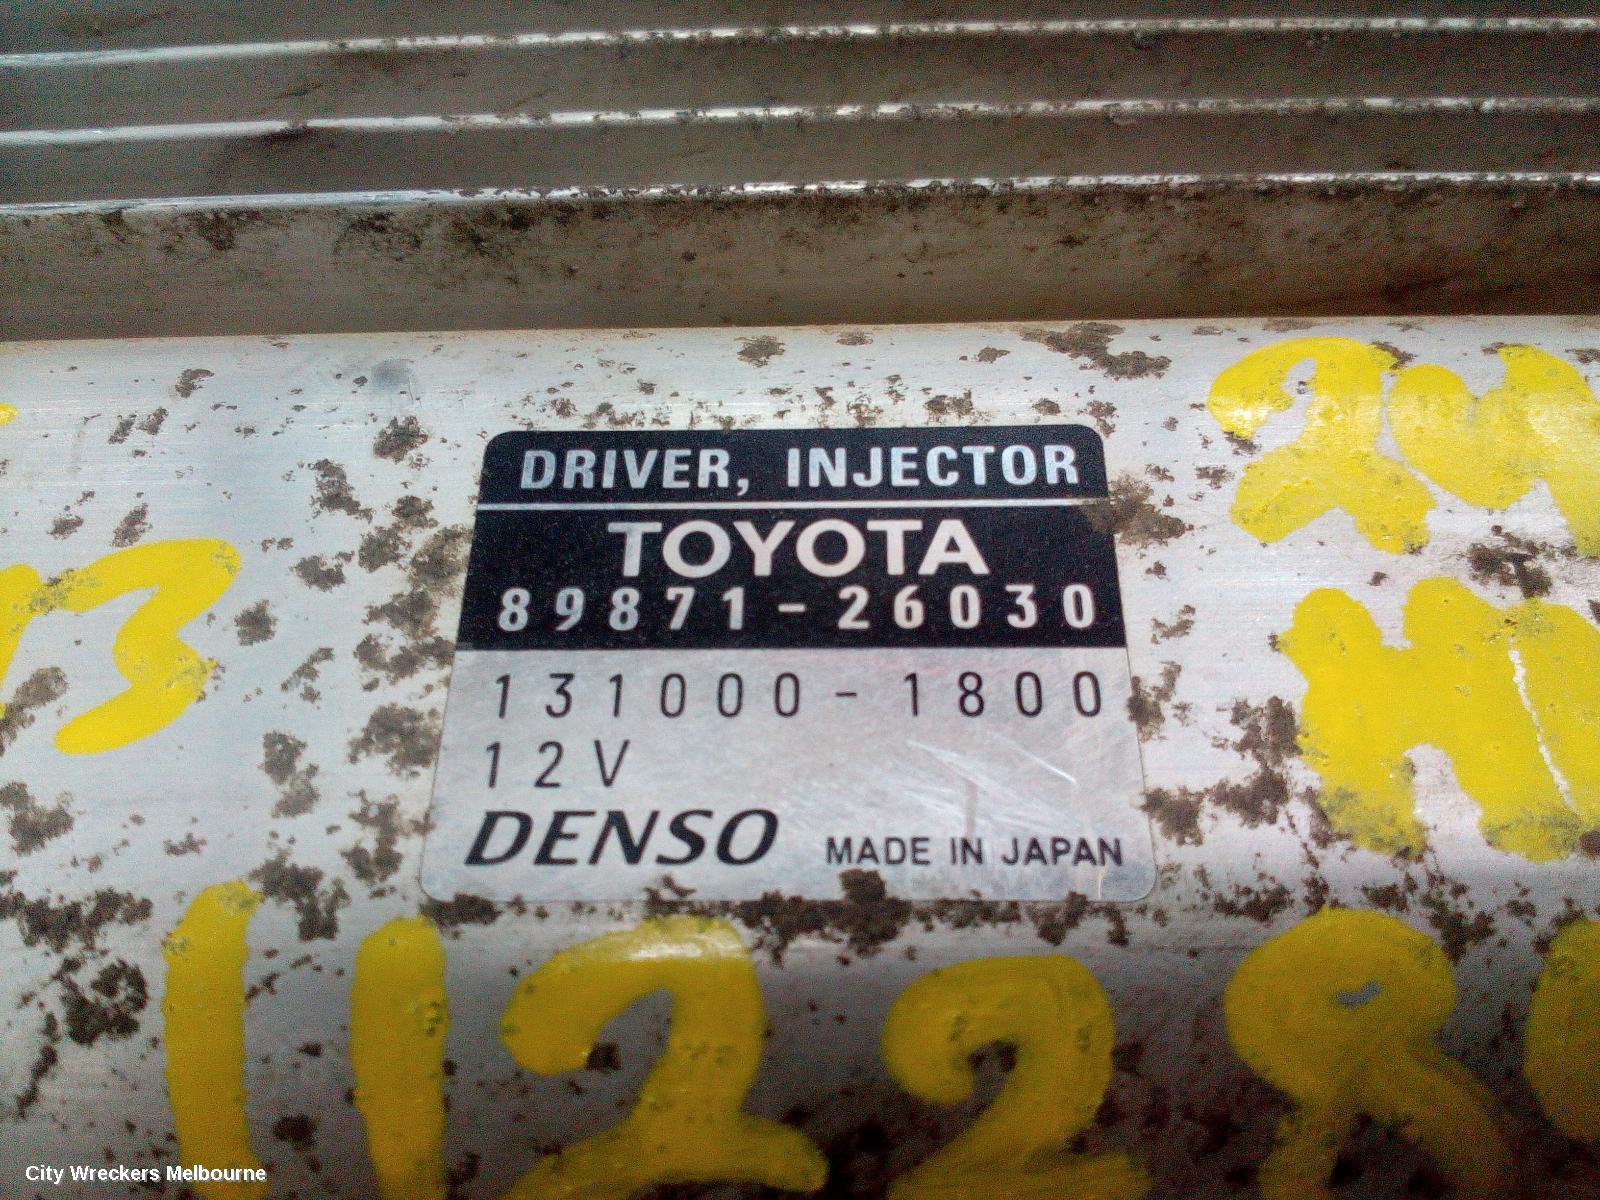 DRIVER, INJECTOR
TOYOTA
89871-26030
131000-1800
12V
DENSO MADE IN JAPAN
City Wreckers Melbourne